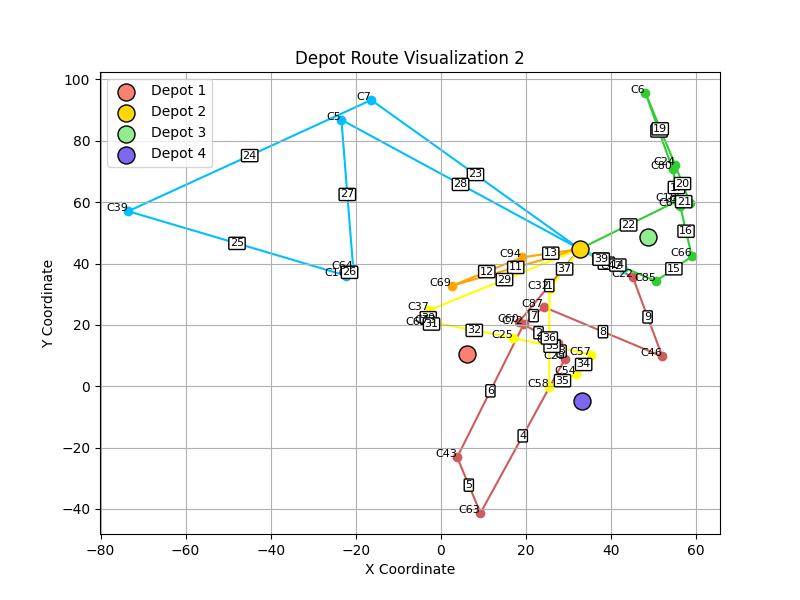 Depot Route Visualization 2
Depot 1
Depot 2
Depot 3
Depot 4
100
80
60
40
20
0
−20
−40
−80
−60
−40
−20
0
20
40
60
X Coordinate
Y Coordinate
C6
C7
C5
19
24
23
C24
C80
28
20
27
C39
21
22
16
25
C66
C94
13
39
37
C64
26
12
11
15
29
C69
C85
C37
C87
9
7
8
31
32
C25
36
C57
C46
34
C54
35
C58
6
4
C43
5
C63